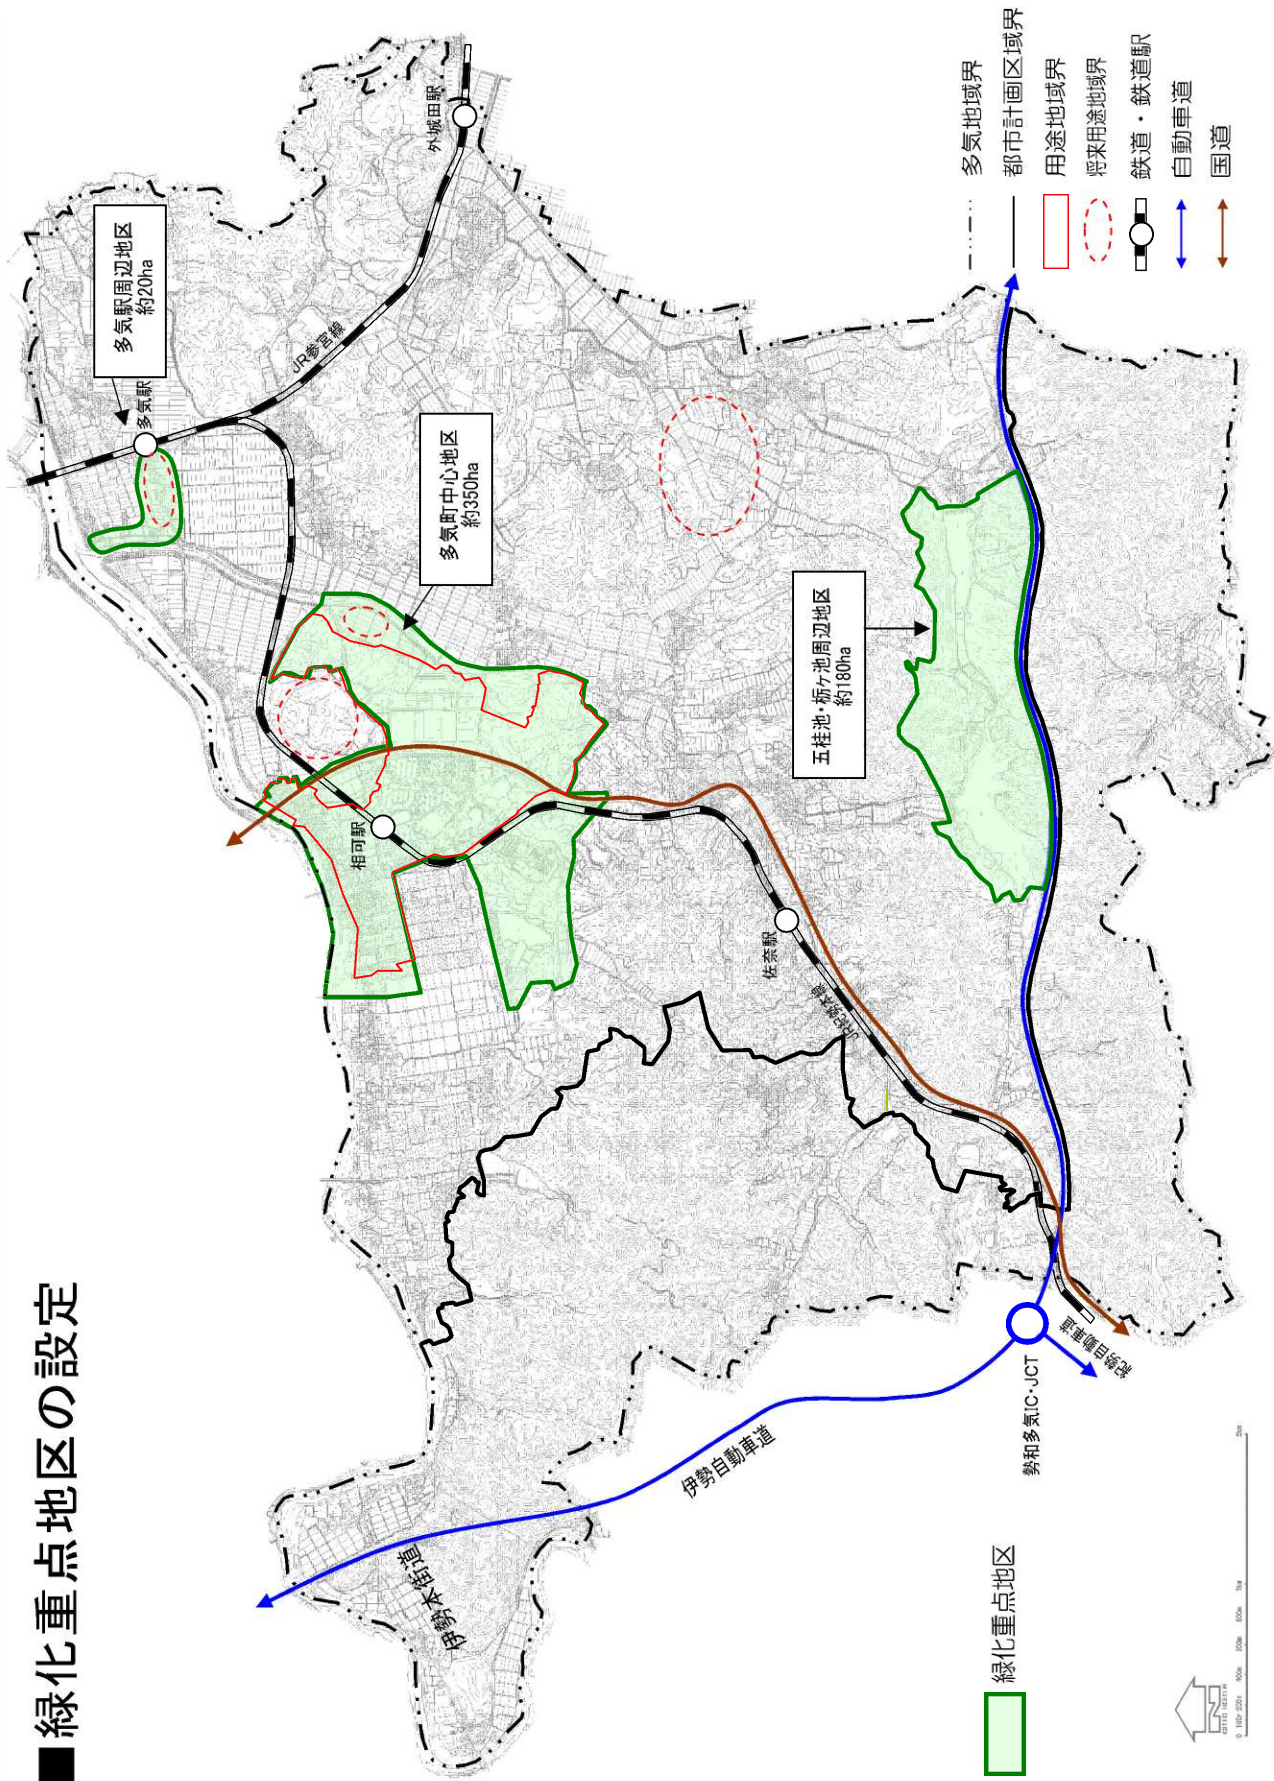 ■緑化重点地区の設定
多気駅周辺地区
約20ha
多気駅
外城田駅
JR参宮線
多気町中心地区
約350ha
相可駅
五桂池・栃ヶ池周辺地区
約180ha
佐奈駅
JR紀勢本線
伊勢本街道
伊勢自動車道
勢和多気IC・JCT
紀勢自動車道
多気地域界
都市計画区域界
用途地域界
将来用途地域界
鉄道・鉄道駅
自動車道
国道
緑化重点地区